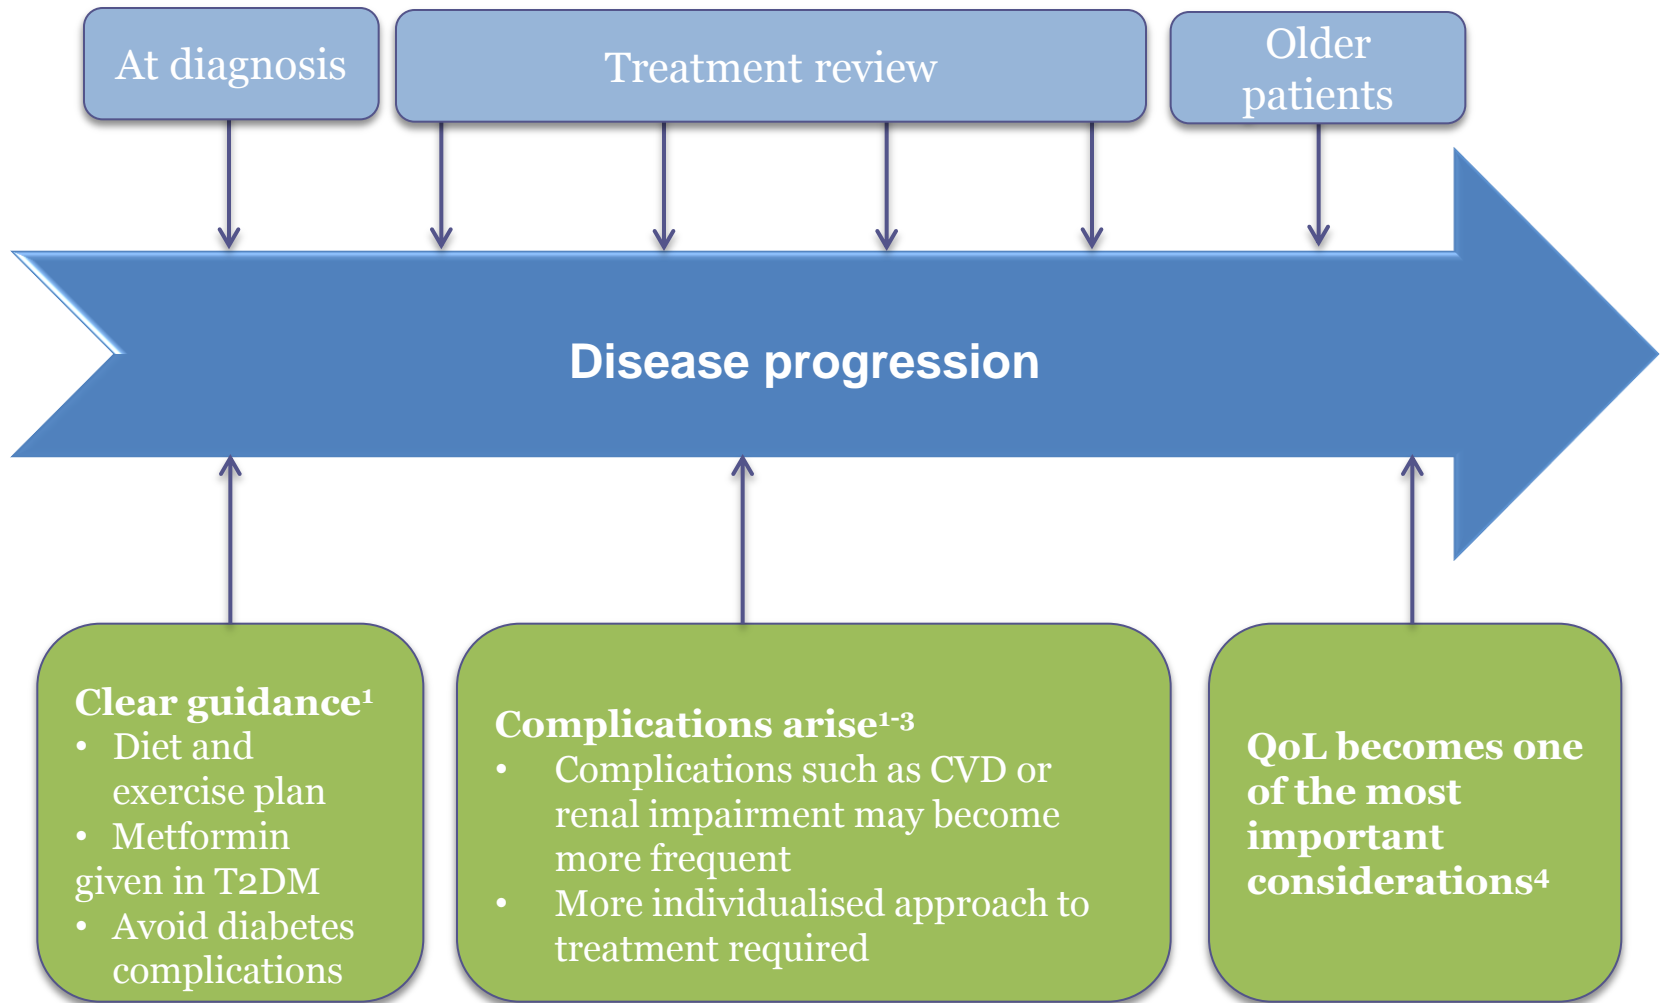 At diagnosis
Treatment review
Older
patients
Disease progression
Clear guidance¹
• Diet and
exercise plan
• Metformin
given in T2DM
• Avoid diabetes
complications
Complications arise¹⁻³
• Complications such as CVD or
renal impairment may become
more frequent
• More individualised approach to
treatment required
QoL becomes one
of the most
important
considerations⁴